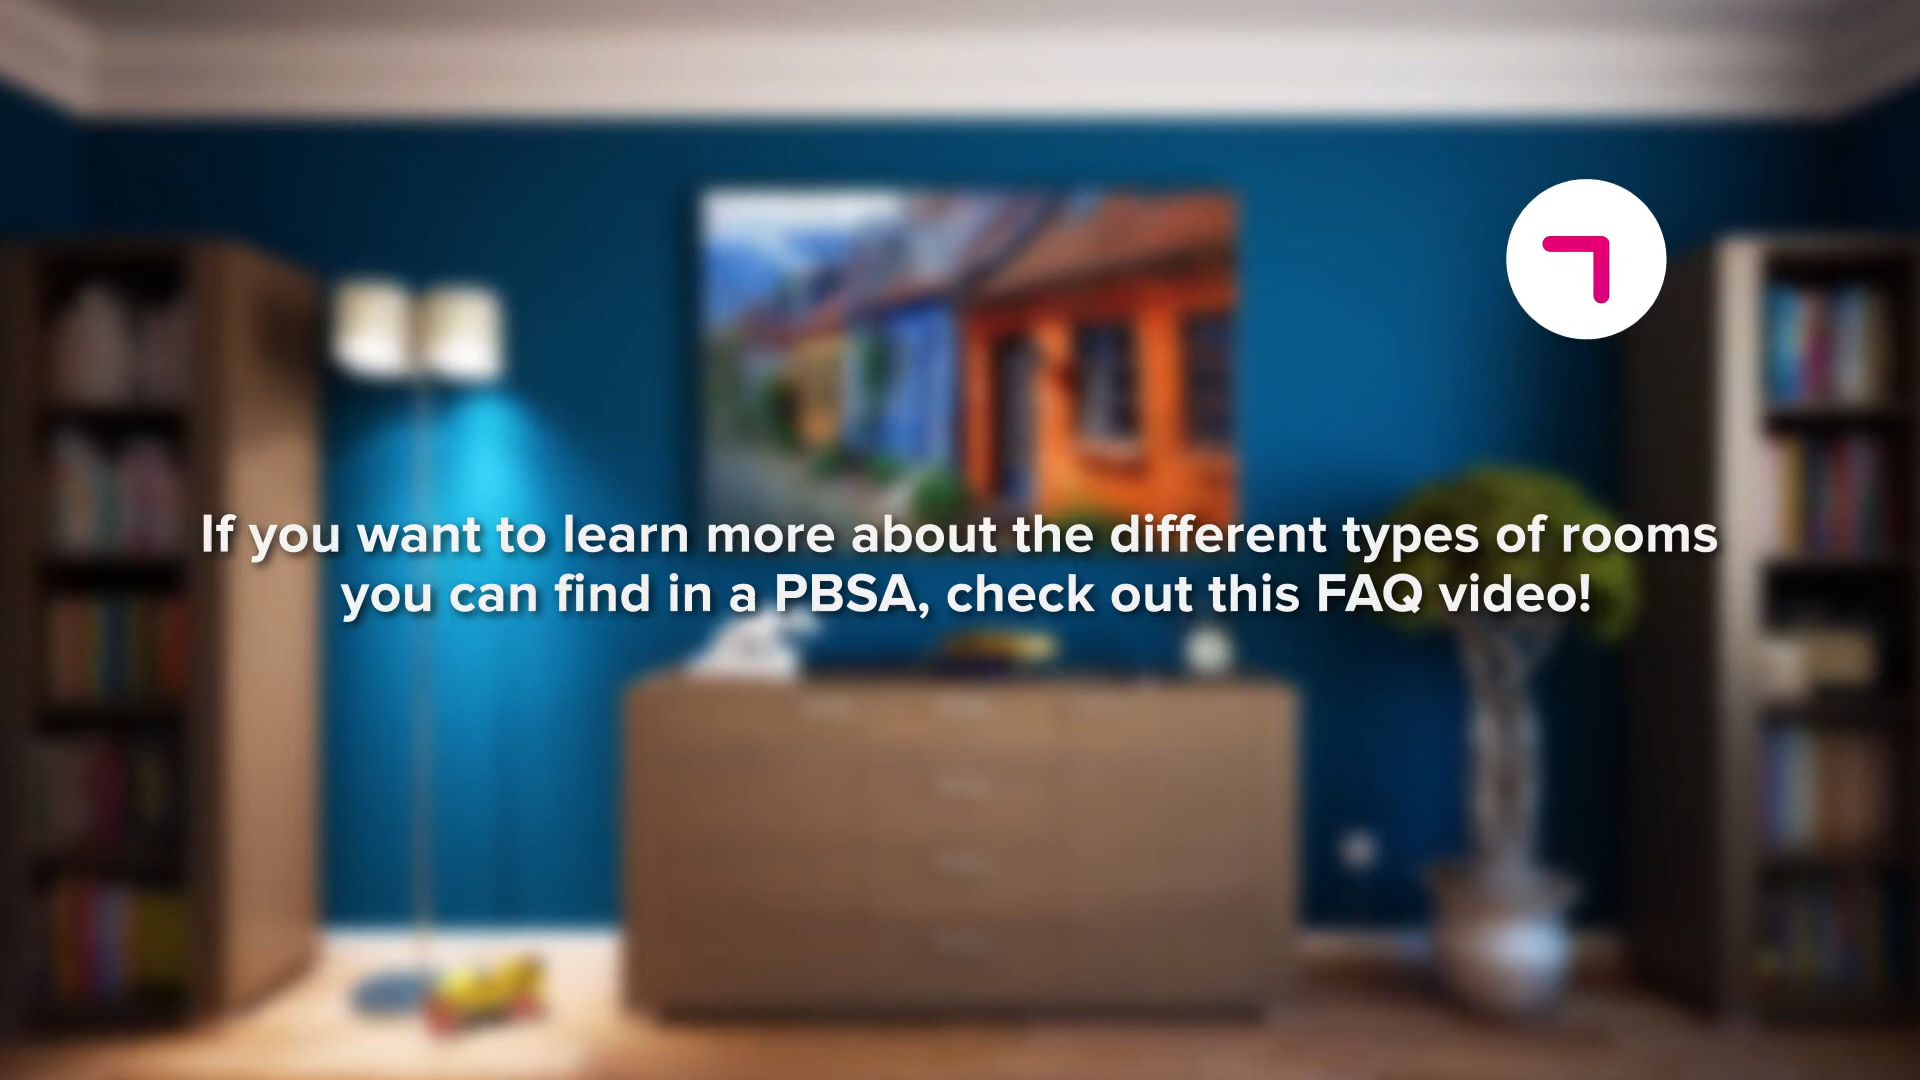 If you want to learn more about the different types of rooms
you can find in a PBSA, check out this FAQ video!